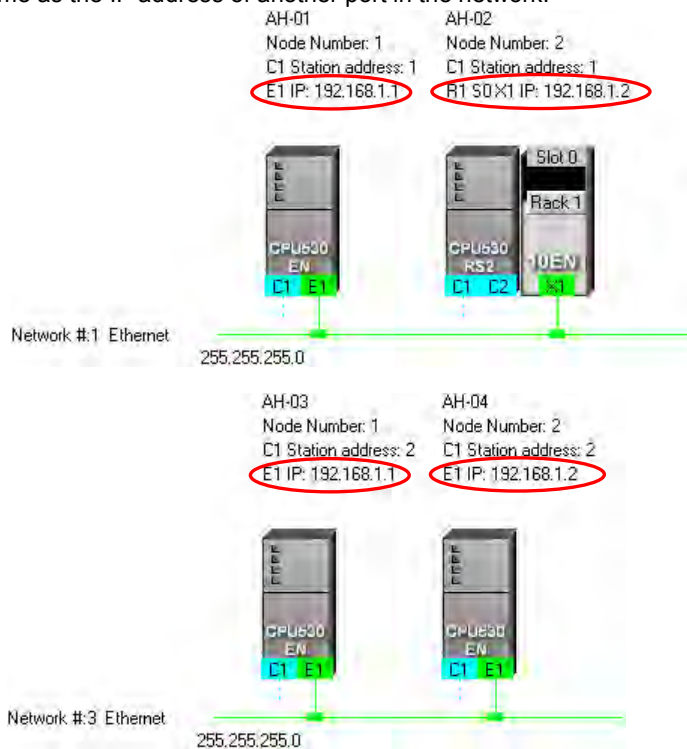 me as the IP address of another port in the network.
AH-01
Node Number: 1
C1 Station address: 1
E1 IP: 192.168.1.1
AH-02
Node Number: 2
C1 Station address: 1
R1 S0X1 IP: 192.168.1.2
CPU530
EN
C1 E1
CPU530
RS2
C1 C2
Slot 0
Rack 1
10EN
X1
Network #:1 Ethernet
255.255.255.0
AH-03
Node Number: 1
C1 Station address: 2
E1 IP: 192.168.1.1
AH-04
Node Number: 2
C1 Station address: 2
E1 IP: 192.168.1.2
CPU530
EN
C1 E1
CPU530
EN
C1 E1
Network #:3 Ethernet
255.255.255.0